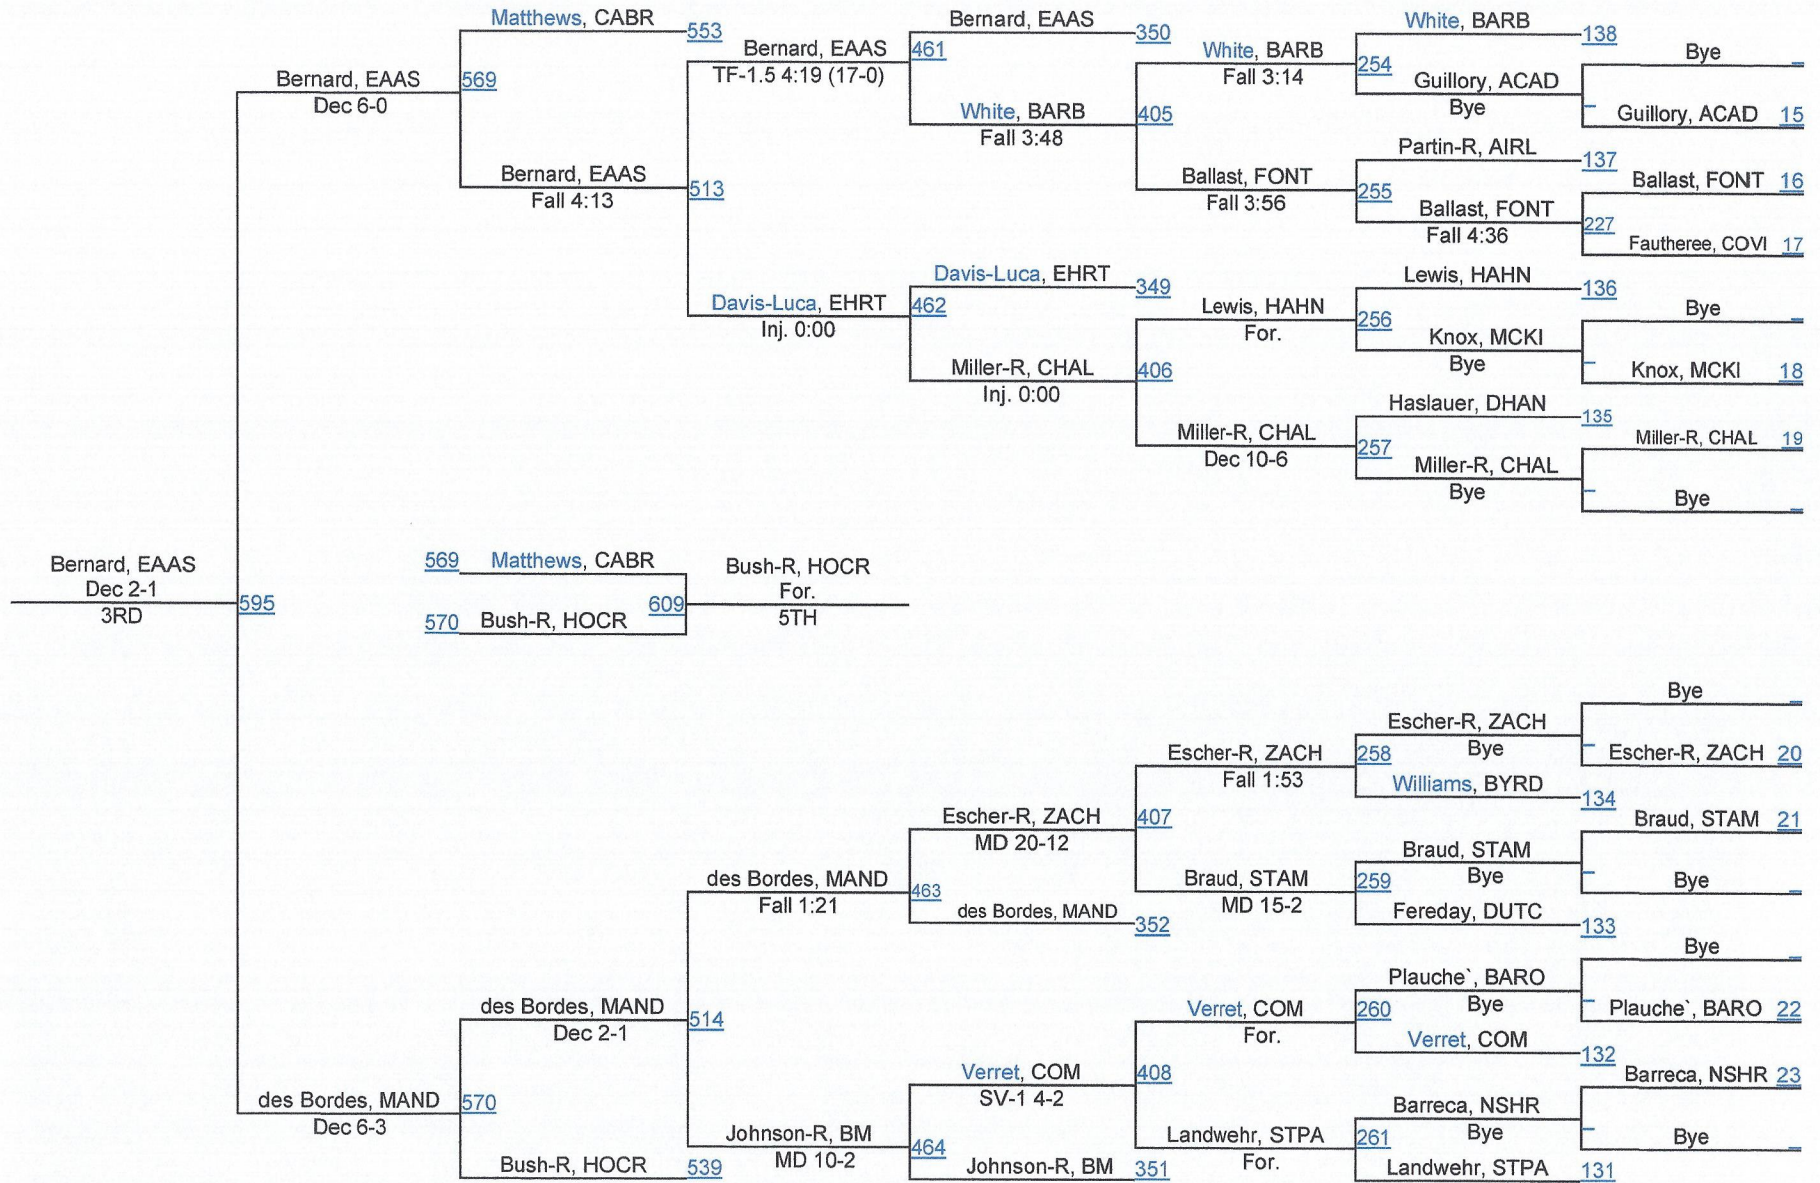 Matthews, CABR
553
Bernard, EAAS
350
White, BARB
138
Bye
Bernard, EAAS
TF-1.5 4:19 (17-0)
461
White, BARB
Fall 3:14
254
Guillory, ACAD
Bye
Guillory, ACAD 15
Bernard, EAAS
Dec 6-0
569
White, BARB
Fall 3:48
405
Partin-R, AIRL
137
Ballast, FONT 16
Bernard, EAAS
Fall 4:13
513
Ballast, FONT
Fall 3:56
255
Ballast, FONT
Fall 4:36
227
Fautheree, COVI 17
Davis-Luca, EHRT
349
Lewis, HAHN
136
Bye
Davis-Luca, EHRT
Inj. 0:00
462
Lewis, HAHN
For.
256
Knox, MCKI
Bye
Knox, MCKI 18
Miller-R, CHAL
Inj. 0:00
406
Haslauer, DHAN
135
Miller-R, CHAL 19
Miller-R, CHAL
Dec 10-6
257
Miller-R, CHAL
Bye
Bye
Bernard, EAAS
Dec 2-1
3RD
595
569 Matthews, CABR
570 Bush-R, HOCR
609
Bush-R, HOCR
For.
5TH
Bye
Escher-R, ZACH
Bye
Escher-R, ZACH 20
Escher-R, ZACH
Fall 1:53
258
Williams, BYRD
134
Escher-R, ZACH
MD 20-12
407
Braud, STAM 21
Braud, STAM
Bye
Bye
des Bordes, MAND
Fall 1:21
463
Braud, STAM
MD 15-2
259
Fereday, DUTC
133
des Bordes, MAND
352
Bye
Plauche`, BARO
Bye
Plauche`, BARO 22
des Bordes, MAND
Dec 2-1
514
Verret, COM
For.
260
Verret, COM
132
Verret, COM
SV-1 4-2
408
Barreca, NSHR 23
des Bordes, MAND
Dec 6-3
570
Barreca, NSHR
Bye
Bye
Johnson-R, BM
MD 10-2
464
Landwehr, STPA
For.
261
Bush-R, HOCR
539
Johnson-R, BM
351
Landwehr, STPA
131